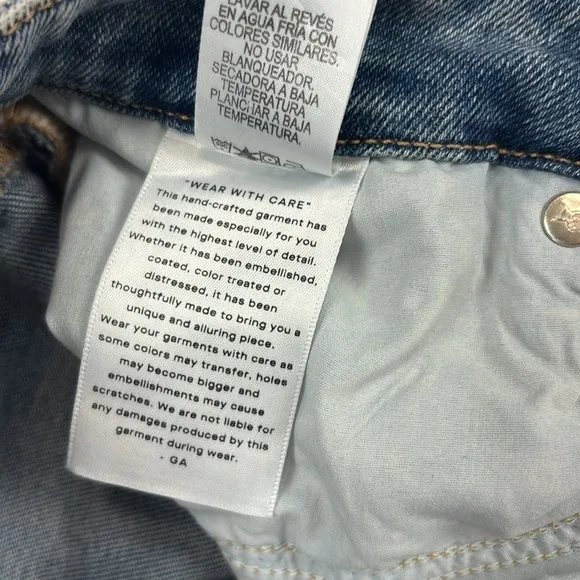 LAVAR AL REVÉS
EN AGUA FRÍA CON
COLORES SIMILARES.
NO USAR
BLANQUEADOR.
SECADORA A BAJA
TEMPERATURA
PLANCHAR A BAJA
TEMPERATURA.
"WEAR WITH CARE"
This hand-crafted garment has
been made especially for you
with the highest level of detail.
Whether it has been embellished,
coated, color treated or
distressed, it has been
thoughtfully made to bring you a
unique and alluring piece.
Wear your garments with care as
some colors may transfer, holes
may become bigger and
embellishments may cause
scratches. We are not liable for
any damages produced by this
garment during wear.
- GA